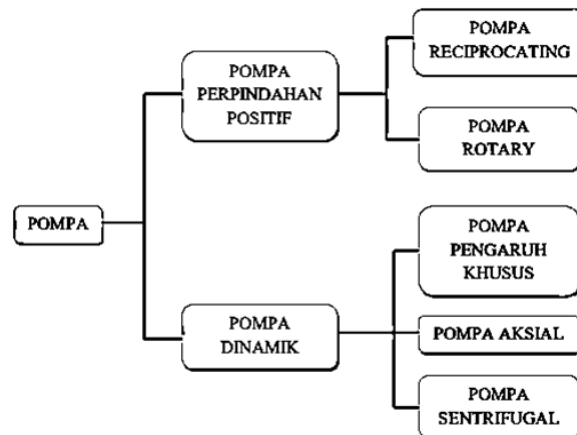 POMPA
POMPA
PERPINDAHAN
POSITIF
POMPA
RECIPROCATING
POMPA
ROTARY
POMPA
DINAMIK
POMPA
PENGARUH
KHUSUS
POMPA AKSIAL
POMPA
SENTRIFUGAL